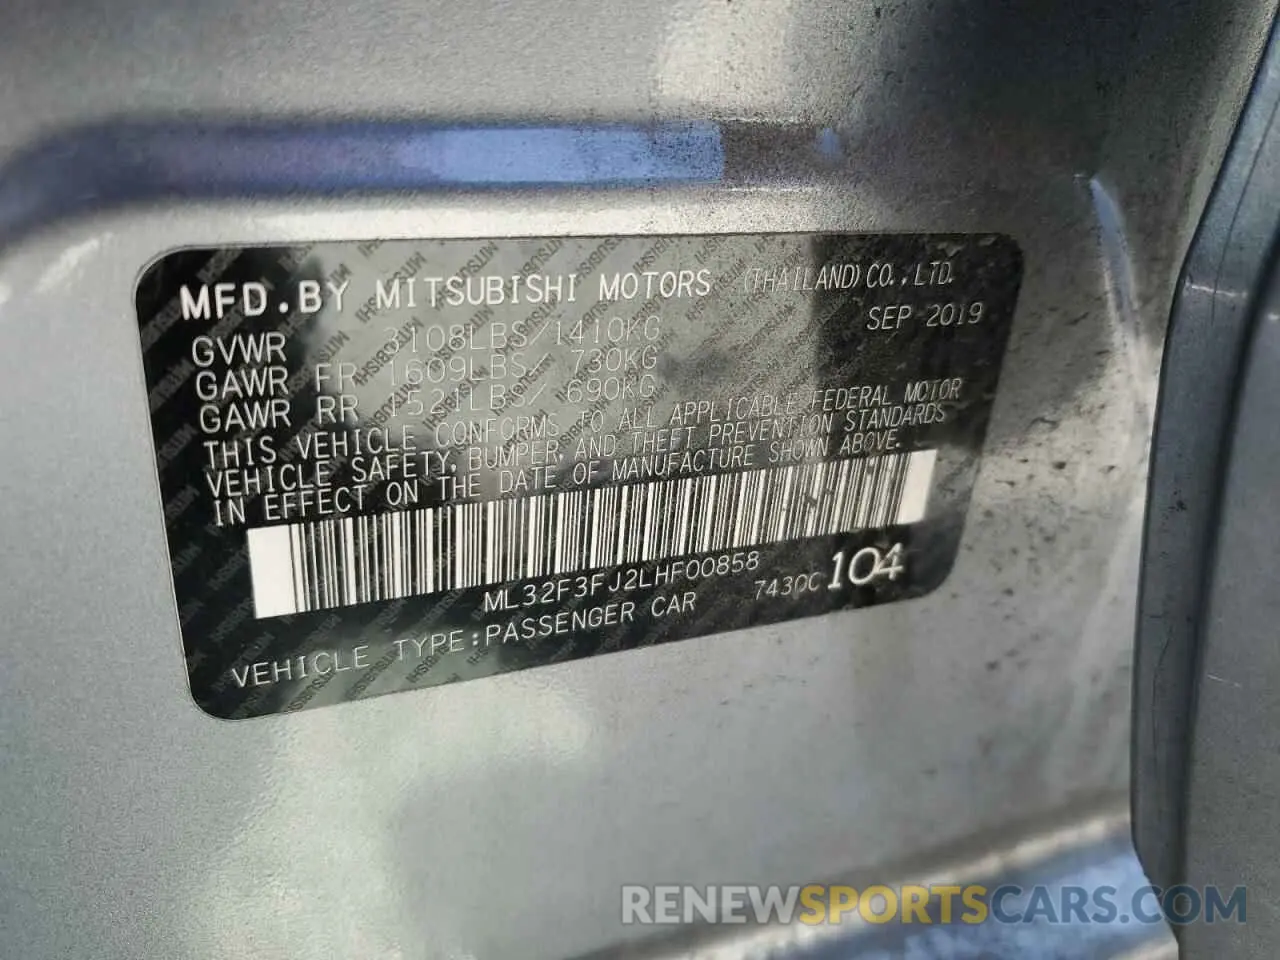 MFD.BY MITSUBISHI MOTORS (THAILAND)CO.,LTD.
SEP 2019
GVWR 3108LBS/1410KG
GAWR FR 1609LBS/ 730KG
GAWR RR 1521LBS/ 690KG
THIS VEHICLE CONFORMS TO ALL APPLICABLE FEDERAL MOTOR
VEHICLE SAFETY, BUMPER, AND THEFT PREVENTION STANDARDS
IN EFFECT ON THE DATE OF MANUFACTURE SHOWN ABOVE.
ML32F3FJ2LHF00858
VEHICLE TYPE:PASSENGER CAR 7430C 104
RENEWSPORTSCARS.COM